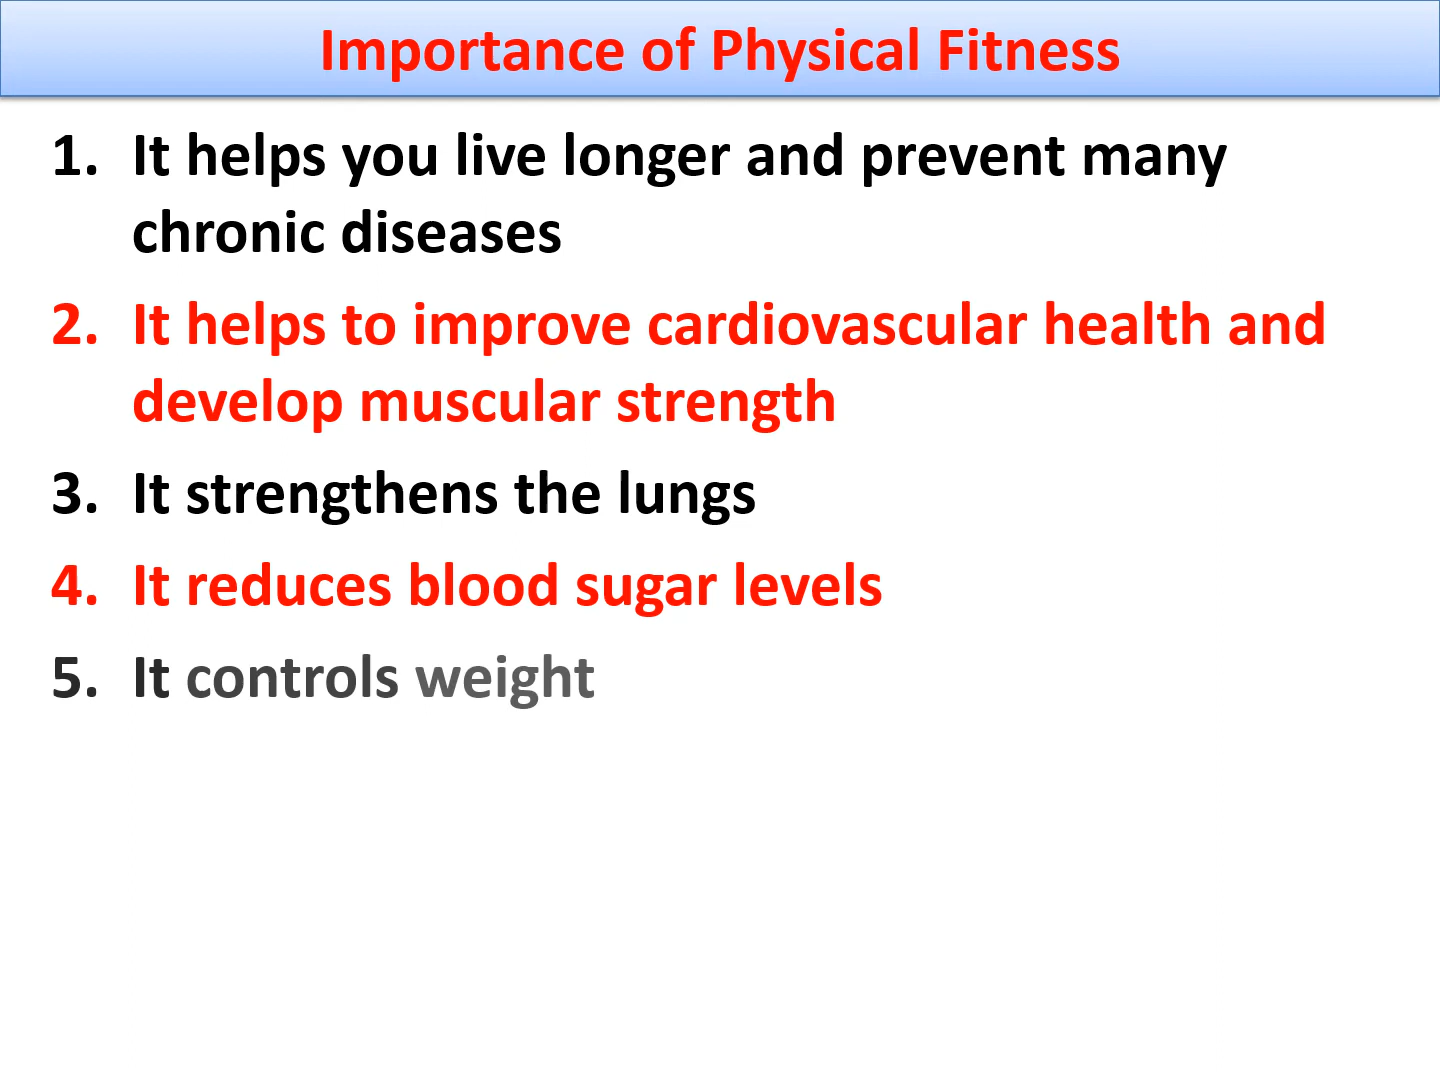 Importance of Physical Fitness
1. It helps you live longer and prevent many
chronic diseases
2. It helps to improve cardiovascular health and
develop muscular strength
3. It strengthens the lungs
4. It reduces blood sugar levels
5. It controls weight